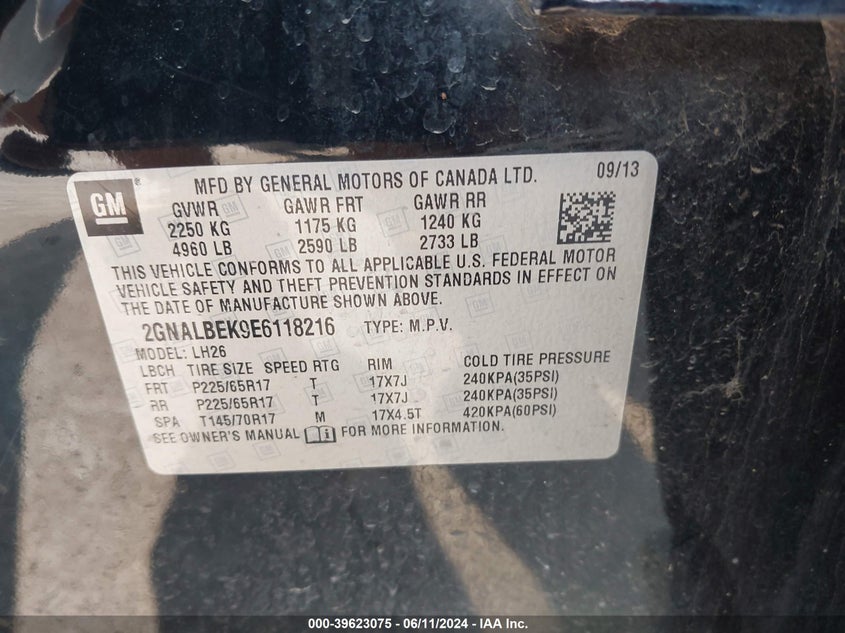 GM
MFD BY GENERAL MOTORS OF CANADA LTD. 09/13
GVWR GAWR FRT GAWR RR
2250 KG 1175 KG 1240 KG
4960 LB 2590 LB 2733 LB
THIS VEHICLE CONFORMS TO ALL APPLICABLE U.S. FEDERAL MOTOR
VEHICLE SAFETY AND THEFT PREVENTION STANDARDS IN EFFECT ON
THE DATE OF MANUFACTURE SHOWN ABOVE.
2GNALBEK9E6118216 TYPE: M.P.V.
MODEL: LH26
LBCH TIRE SIZE SPEED RTG RIM COLD TIRE PRESSURE
FRT P225/65R17 T 17X7J 240KPA(35PSI)
RR P225/65R17 T 17X7J 240KPA(35PSI)
SPA T145/70R17 M 17X4.5T 420KPA(60PSI)
SEE OWNER'S MANUAL FOR MORE INFORMATION.
000-39623075 - 06/11/2024 - IAA Inc.